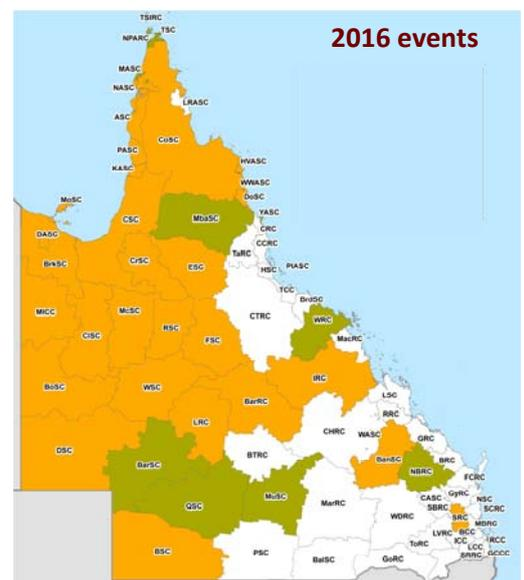 2016 events
TSIRC
TSC
NPARC
MASC
NASC
LRASC
ASC
CoSC
PASC
KASC
HVASC
WWASC
DoSC
MoSC
CSC
MbaSC
YASC
CRC
DASC
TaRC
CCRC
BrkSC
CrSC
ESC
HSC
PIASC
TCC
BrdSC
MICC
McSC
CTRC
WRC
ClSC
RSC
FSC
MacRC
IRC
BoSC
WSC
BarRC
LSC
LRC
RRC
CHRC
WASC
GRC
DSC
BTRC
BanSC
BRC
BarSC
NBRC
FCRC
MuSC
GyRC
NSC
QSC
CASC
SBRC
SCRC
MarRC
WDRC
SRC
MDRC
LVRC
BCC
RCC
BSC
PSC
ToRC
ICC
LCC
BalSC
GoRC
SRRC
GCCC